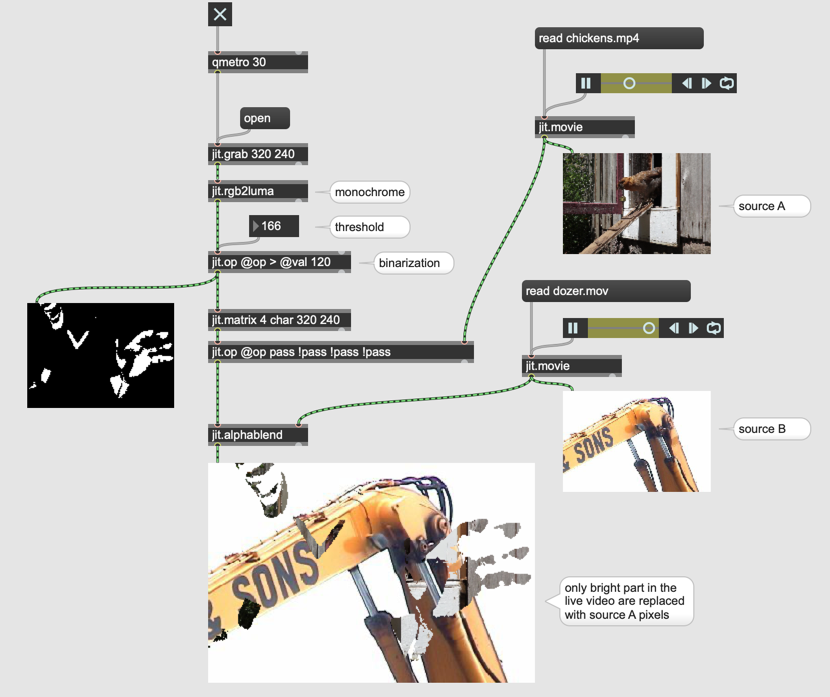 qmetro 30
open
jit.grab 320 240
jit.rgb2luma
monochrome
166
threshold
jit.op @op > @val 120
binarization
jit.matrix 4 char 320 240
jit.op @op pass !pass !pass !pass
jit.alphablend
read chickens.mp4
jit.movie
source A
read dozer.mov
jit.movie
& SONS
source B
& SONS
only bright part in the
live video are replaced
with source A pixels